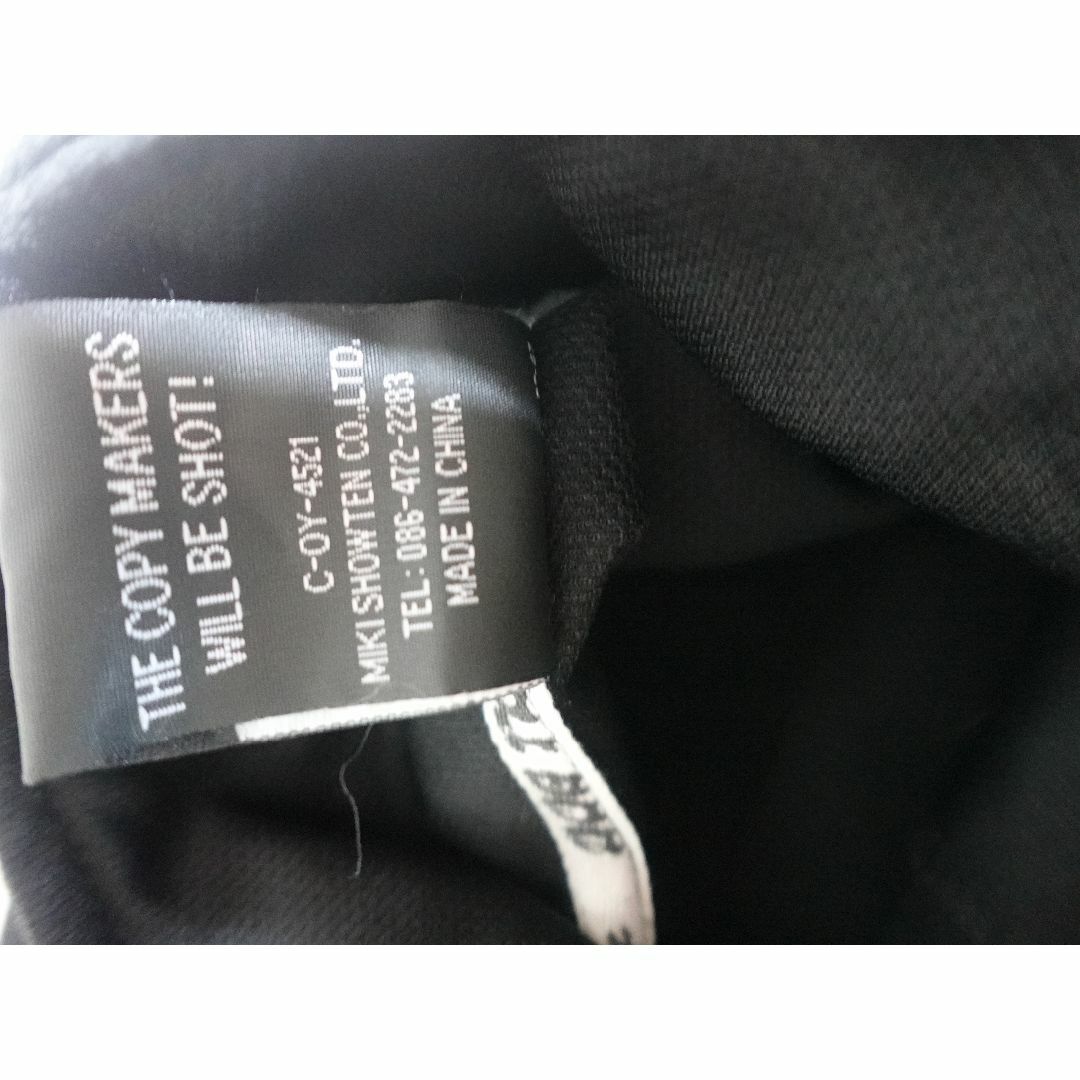 THE COPY MAKERS
WILL BE SHOT!
C-OY-4521
MIKI SHOWTEN CO.,LTD.
TEL: 086-472-2283
MADE IN CHINA